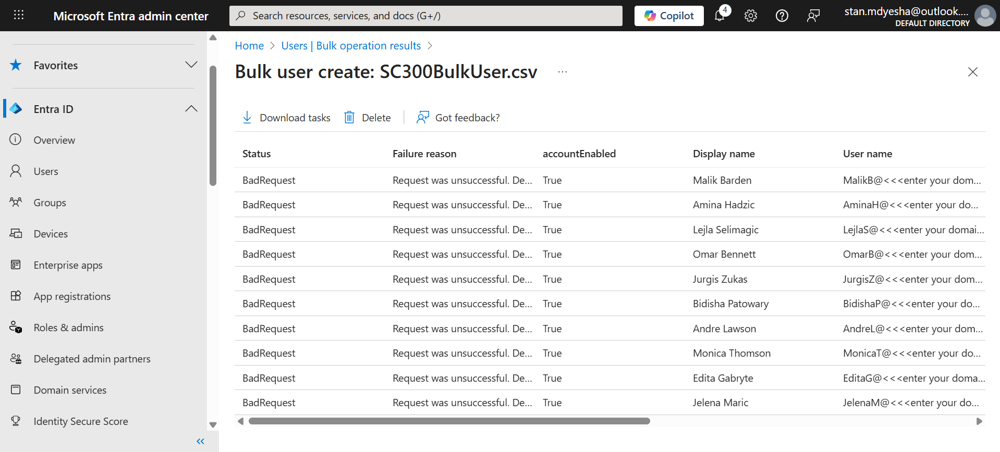 Microsoft Entra admin center
Search resources, services, and docs (G+/)
Copilot
4
stan.mdyesha@outlook....
DEFAULT DIRECTORY
Favorites
Entra ID
Overview
Users
Groups
Devices
Enterprise apps
App registrations
Roles & admins
Delegated admin partners
Domain services
Identity Secure Score
Home > Users | Bulk operation results >
Bulk user create: SC300BulkUser.csv ...
Download tasks Delete Got feedback?
Status Failure reason accountEnabled Display name User name
BadRequest Request was unsuccessful. De... True Malik Barden MalikB@<<<enter your dom...
BadRequest Request was unsuccessful. De... True Amina Hadzic AminaH@<<<enter your do...
BadRequest Request was unsuccessful. De... True Lejla Selimagic LejlaS@<<<enter your domai...
BadRequest Request was unsuccessful. De... True Omar Bennett OmarB@<<<enter your dom...
BadRequest Request was unsuccessful. De... True Jurgis Zukas JurgisZ@<<<enter your dom...
BadRequest Request was unsuccessful. De... True Bidisha Patowary BidishaP@<<<enter your do...
BadRequest Request was unsuccessful. De... True Andre Lawson AndreL@<<<enter your dom...
BadRequest Request was unsuccessful. De... True Monica Thomson MonicaT@<<<enter your do...
BadRequest Request was unsuccessful. De... True Edita Gabryte EditaG@<<<enter your doma...
BadRequest Request was unsuccessful. De... True Jelena Maric JelenaM@<<<enter your do...